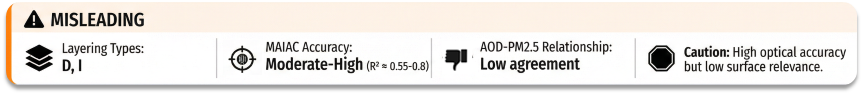 MISLEADING
Layering Types:
D, I
MAIAC Accuracy:
Moderate-High (R² ≈ 0.55-0.8)
AOD-PM2.5 Relationship:
Low agreement
Caution: High optical accuracy
but low surface relevance.